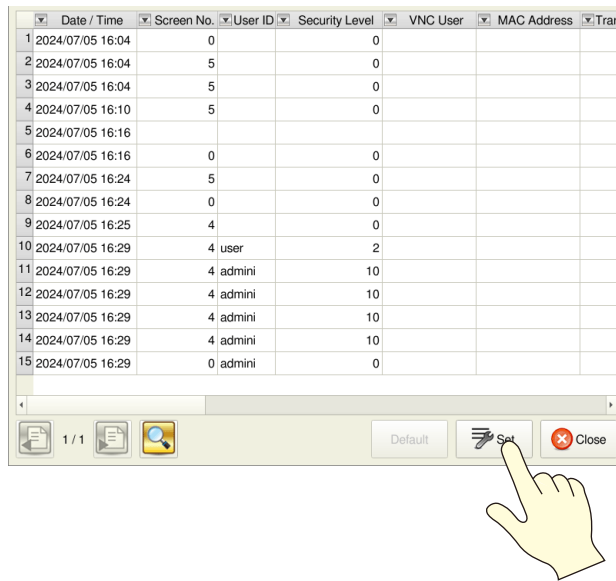 Date / Time Screen No. User ID Security Level VNC User MAC Address Tran
1 2024/07/05 16:04 0 0
2 2024/07/05 16:04 5 0
3 2024/07/05 16:04 5 0
4 2024/07/05 16:10 5 0
5 2024/07/05 16:16
6 2024/07/05 16:16 0 0
7 2024/07/05 16:24 5 0
8 2024/07/05 16:24 0 0
9 2024/07/05 16:25 4 0
10 2024/07/05 16:29 4 user 2
11 2024/07/05 16:29 4 admini 10
12 2024/07/05 16:29 4 admini 10
13 2024/07/05 16:29 4 admini 10
14 2024/07/05 16:29 4 admini 10
15 2024/07/05 16:29 0 admini 0
1 / 1 Default Set Close